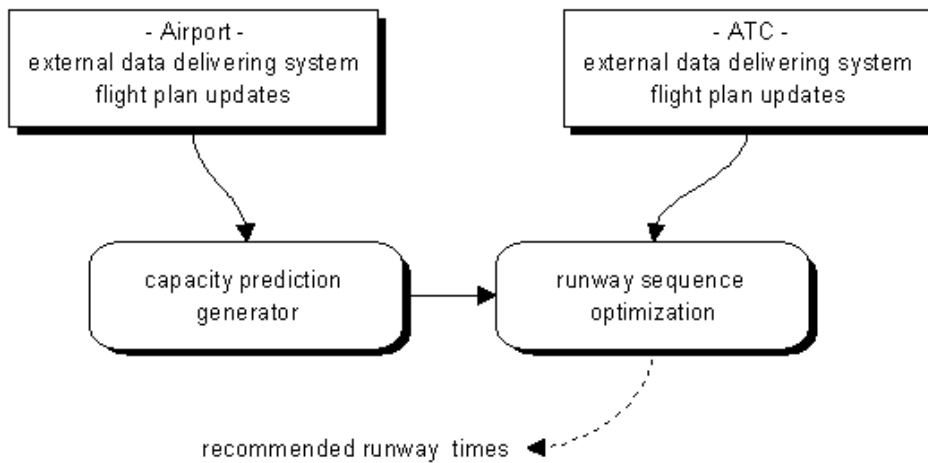 - Airport -
external data delivering system
flight plan updates
- ATC -
external data delivering system
flight plan updates
capacity prediction
generator
runway sequence
optimization
recommended runway times